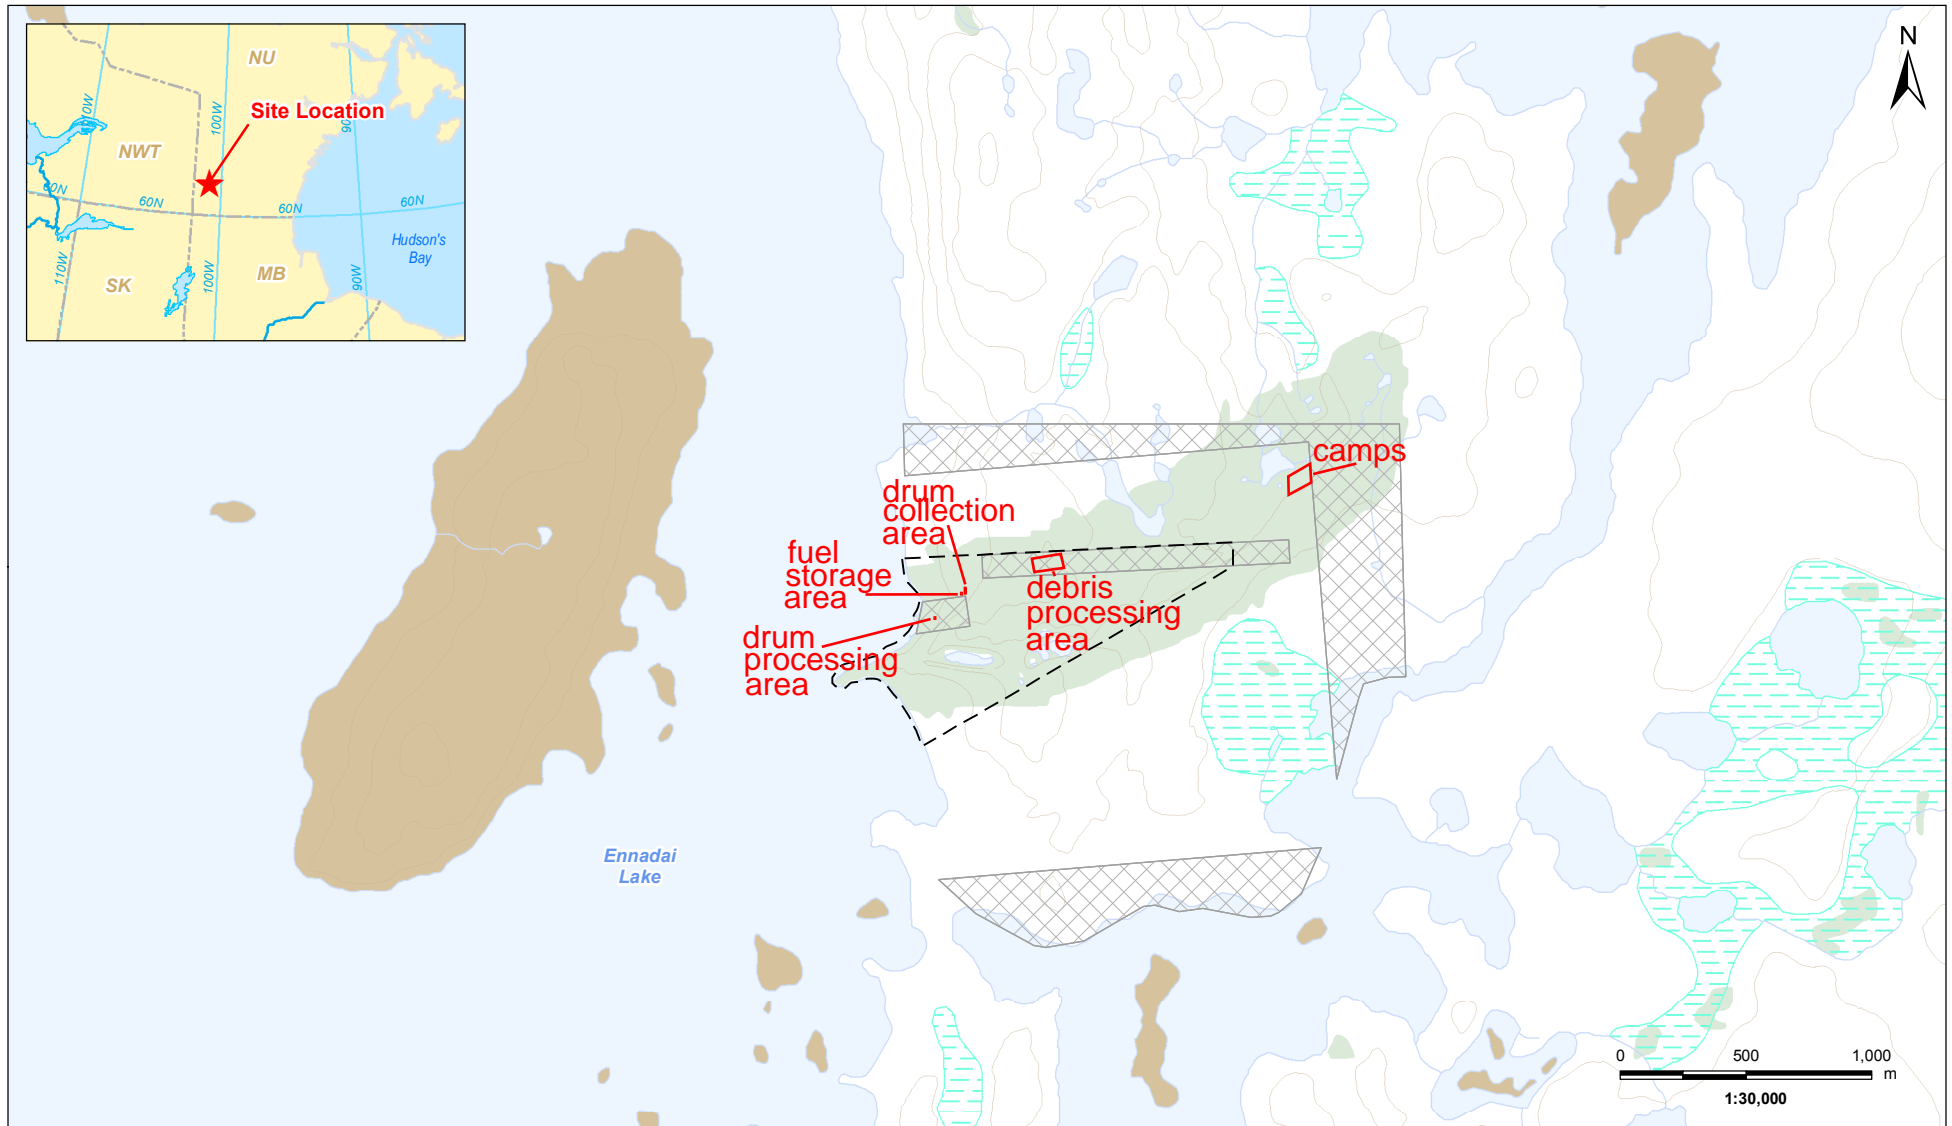 NU
Site Location
110W
100W
90W
NWT
60N
60N
60N
60N
Hudson's
Bay
110W
100W
90W
SK
MB
N
camps
drum
collection
area
fuel
storage
area
debris
processing
area
drum
processing
area
Ennadai
Lake
0 500 1,000
m
1:30,000